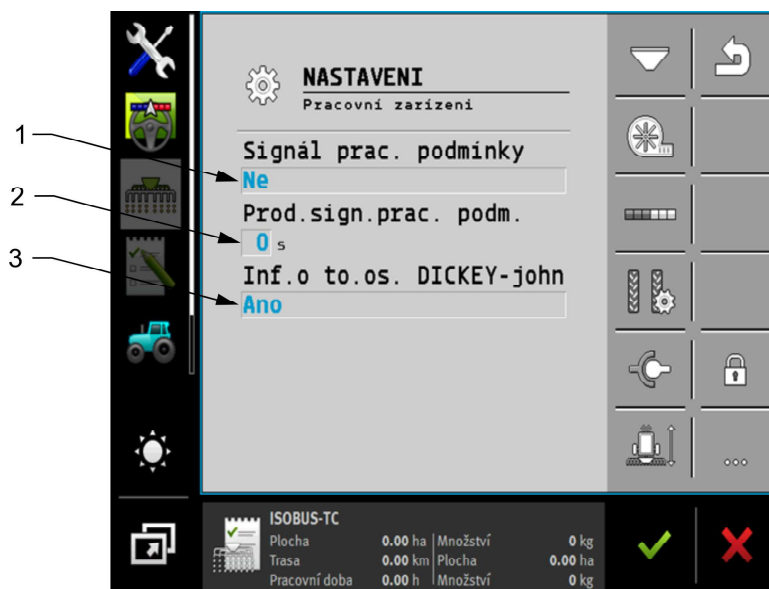 1
2
3
NASTAVENI
Pracovní zarízeni
Signál prac. podmínky
Ne
Prod.sign.prac. podm.
0 s
Inf.o to.os. DICKEY-john
Ano
ISOBUS-TC
Plocha 0.00 ha Množství 0 kg
Trasa 0.00 km Plocha 0.00 ha
Pracovní doba 0.00 h Množství 0 kg